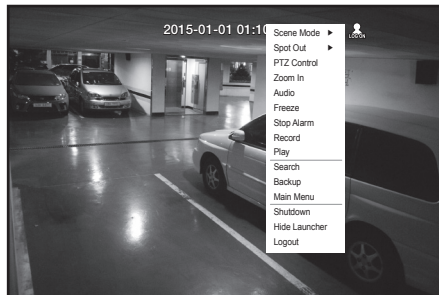 2015-01-01 01:10
LOG ON
Scene Mode ▶
Spot Out ▶
PTZ Control
Zoom In
Audio
Freeze
Stop Alarm
Record
Play
Search
Backup
Main Menu
Shutdown
Hide Launcher
Logout